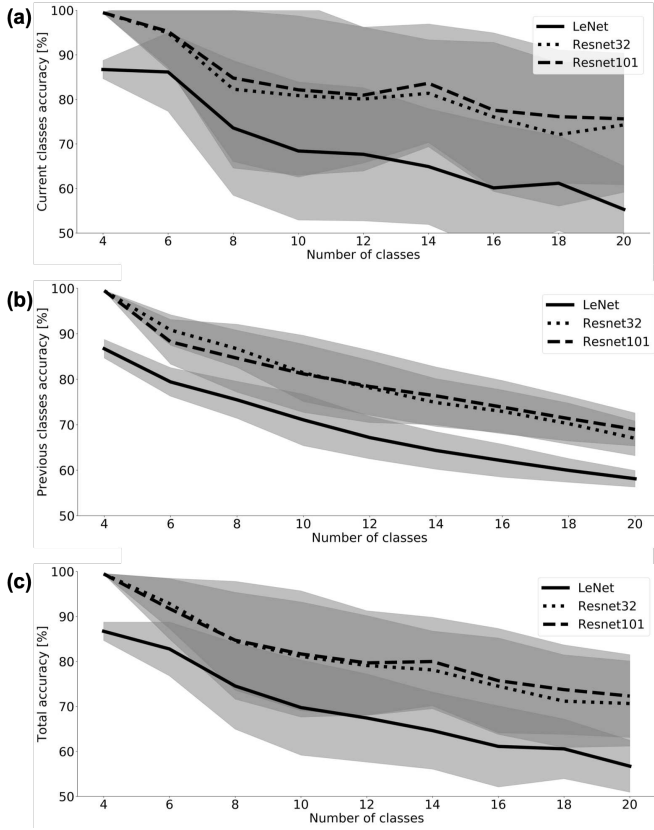 (a)
Current classes accuracy [%]
100
90
80
70
60
50
4 6 8 10 12 14 16 18 20
Number of classes
LeNet
Resnet32
Resnet101
(b)
Previous classes accuracy [%]
100
90
80
70
60
50
4 6 8 10 12 14 16 18 20
Number of classes
LeNet
Resnet32
Resnet101
(c)
Total accuracy [%]
100
90
80
70
60
50
4 6 8 10 12 14 16 18 20
Number of classes
LeNet
Resnet32
Resnet101